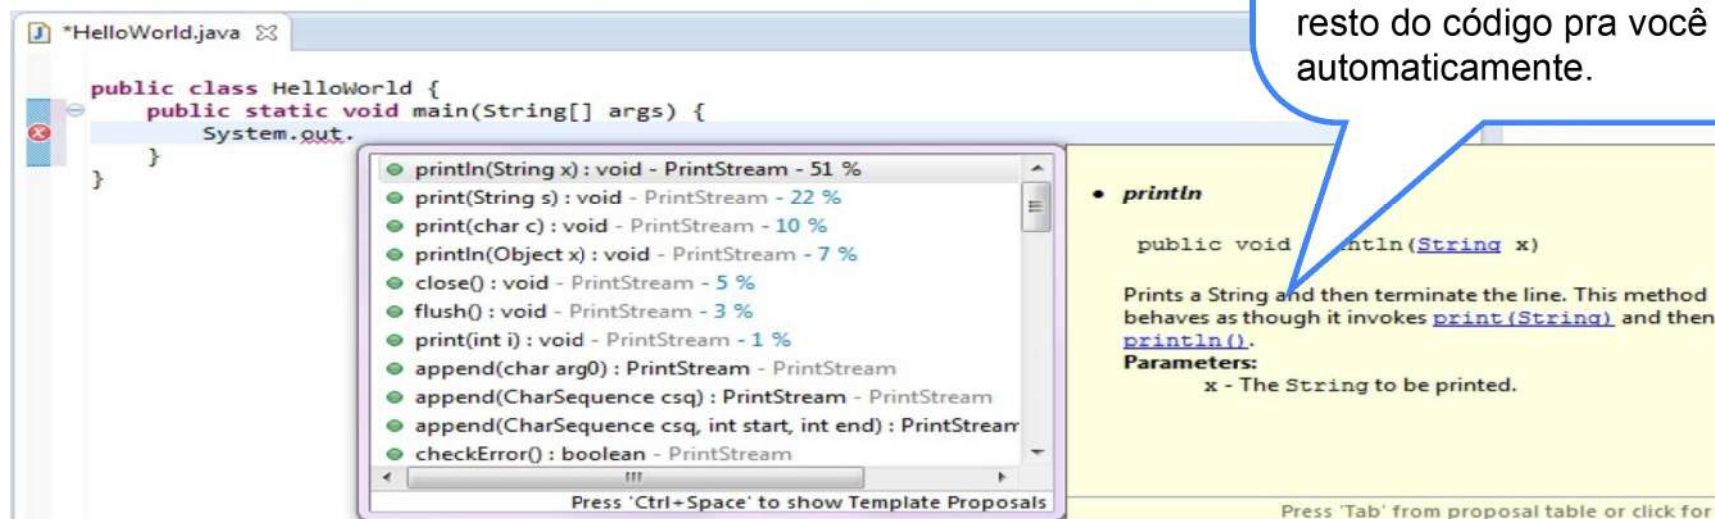 resto do código pra você
automaticamente.
*HelloWorld.java
public class HelloWorld {
public static void main(String[] args) {
System.out.
}
}
println(String x) : void - PrintStream - 51 %
print(String s) : void - PrintStream - 22 %
print(char c) : void - PrintStream - 10 %
println(Object x) : void - PrintStream - 7 %
close() : void - PrintStream - 5 %
flush() : void - PrintStream - 3 %
print(int i) : void - PrintStream - 1 %
append(char arg0) : PrintStream - PrintStream
append(CharSequence csq) : PrintStream - PrintStream
append(CharSequence csq, int start, int end) : PrintStream
checkError() : boolean - PrintStream
Press 'Ctrl+Space' to show Template Proposals
• println
public void ntln(String x)
Prints a String and then terminate the line. This method
behaves as though it invokes print(String) and then
println().
Parameters:
x - The String to be printed.
Press 'Tab' from proposal table or click for